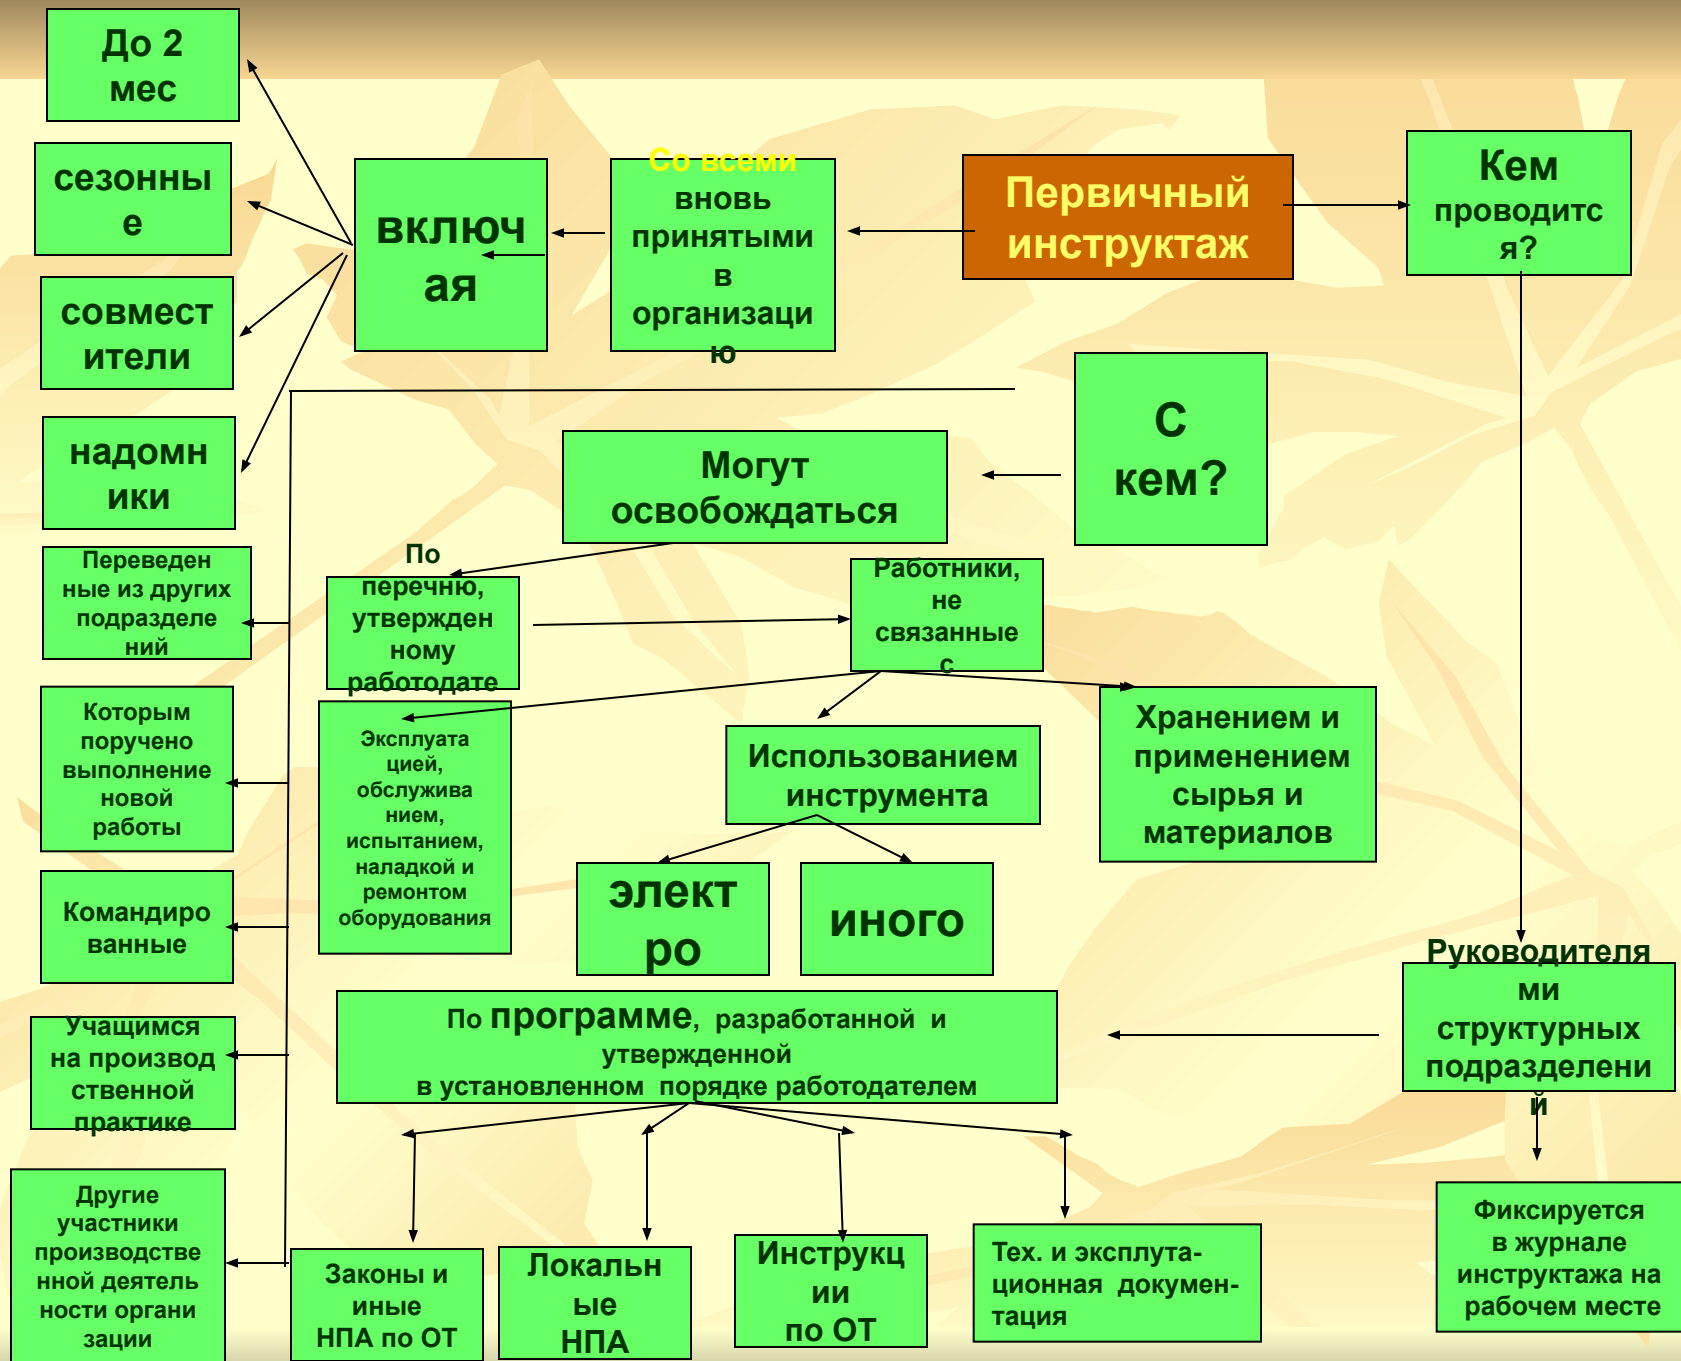 До 2
мес
сезонны
е
совмест
ители
надомн
ики
включ
ая
Со всеми
вновь
принятыми
в
организаци
ю
Первичный
инструктаж
Кем
проводитс
я?
С
кем?
Могут
освобождаться
По
перечню,
утвержден
ному
работодате
Работники,
не
связанные
с
Переведен
ные из других
подразделе
ний
Которым
поручено
выполнение
новой
работы
Командиро
ванные
Учащимся
на производ
ственной
практике
Другие
участники
производстве
нной деятель
ности органи
зации
Эксплуата
цией,
обслужива
нием,
испытанием,
наладкой и
ремонтом
оборудования
Использованием
инструмента
Хранением и
применением
сырья и
материалов
элект
ро
иного
Руководителя
ми
структурных
подразделени
й
По программе, разработанной и
утвержденной
в установленном порядке работодателем
Законы и
иные
НПА по ОТ
Локальн
ые
НПА
Инструкц
ии
по ОТ
Тех. и эксплута-
ционная докумен-
тация
Фиксируется
в журнале
инструктажа на
рабочем месте